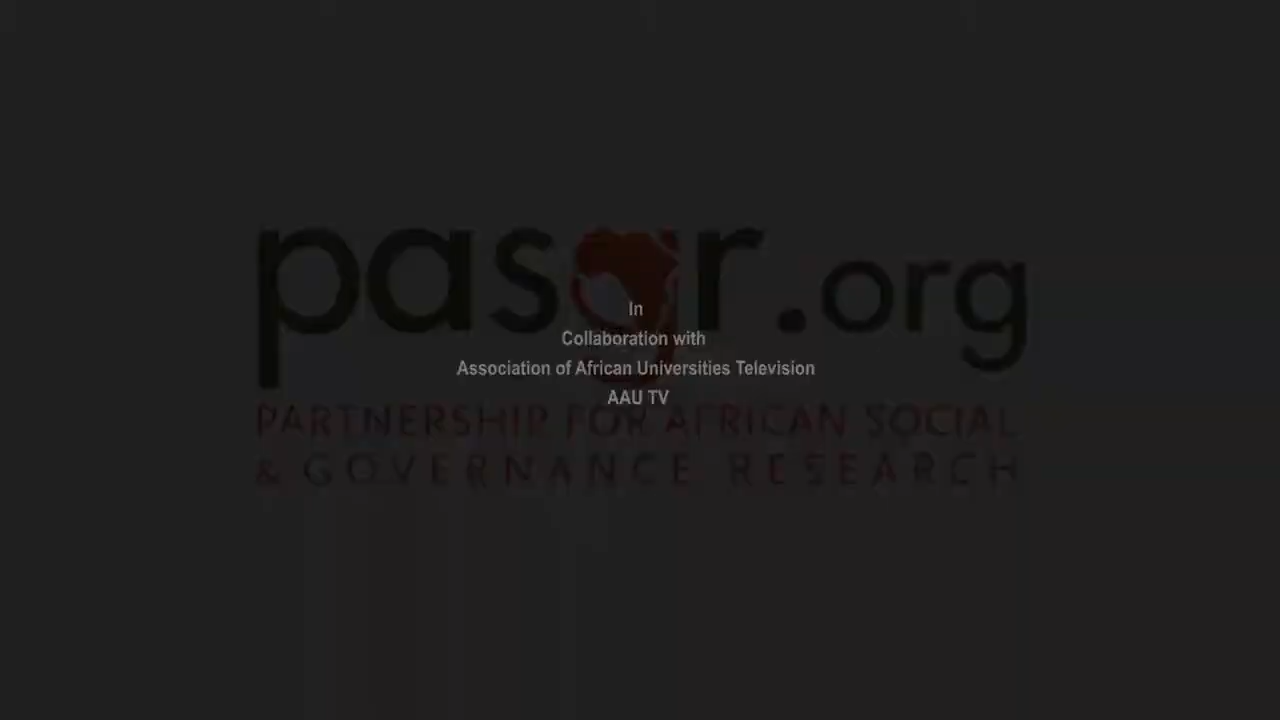 pasgr.org
In
Collaboration with
Association of African Universities Television
AAU TV
PARTNERSHIP FOR AFRICAN SOCIAL
& GOVERNANCE RESEARCH